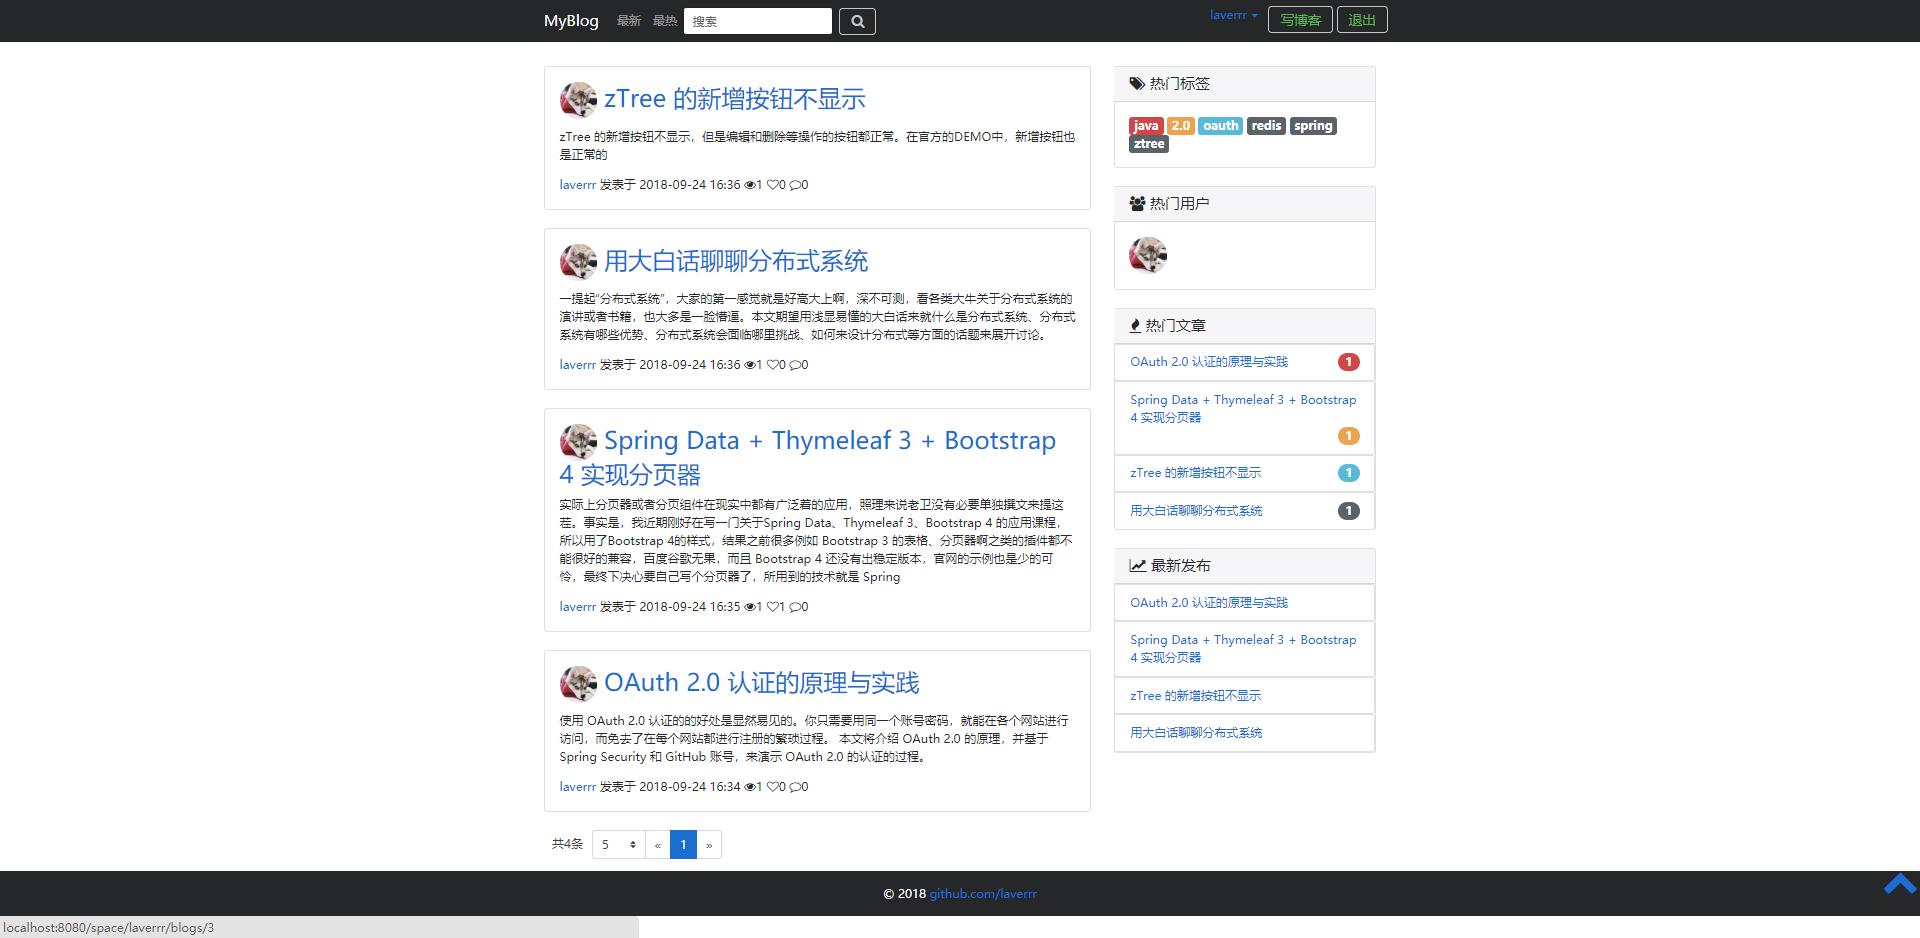 MyBlog 最新 最热 搜索 laverrr 写博客 退出
zTree 的新增按钮不显示
zTree 的新增按钮不显示，但是编辑和删除等操作的按钮都正常。在官方的DEMO中，新增按钮也
是正常的
laverrr 发表于 2018-09-24 16:36 1 0 0
用大白话聊聊分布式系统
一提起“分布式系统”，大家的第一感觉就是好高大上啊，深不可测，看各类大牛关于分布式系统的
演讲或者书籍，也大多是一脸懵逼。本文期望用浅显易懂的大白话来就什么是分布式系统、分布式
系统有哪些优势、分布式系统会面临哪里挑战、如何来设计分布式等方面的话题来展开讨论。
laverrr 发表于 2018-09-24 16:36 1 0 0
Spring Data + Thymeleaf 3 + Bootstrap
4 实现分页器
实际上分页器或者分页组件在现实中都有广泛着的应用，照理来说老卫没有必要单独撰文来提这
茬。事实是，我近期刚好在写一门关于Spring Data、Thymeleaf 3、Bootstrap 4 的应用课程，
所以用了Bootstrap 4的样式，结果之前很多例如 Bootstrap 3 的表格、分页器啊之类的插件都不
能很好的兼容，百度谷歌无果，而且 Bootstrap 4 还没有出稳定版本，官网的示例也是少的可
怜，最终下决心要自己写个分页器了，所用到的技术就是 Spring
laverrr 发表于 2018-09-24 16:35 1 1 0
OAuth 2.0 认证的原理与实践
使用 OAuth 2.0 认证的的好处是显然易见的。你只需要用同一个账号密码，就能在各个网站进行
访问，而免去了在每个网站都进行注册的繁琐过程。 本文将介绍 OAuth 2.0 的原理，并基于
Spring Security 和 GitHub 账号，来演示 OAuth 2.0 的认证的过程。
laverrr 发表于 2018-09-24 16:34 1 0 0
共4条 5 « 1 »
热门标签
java 2.0 oauth redis spring
ztree
热门用户
热门文章
OAuth 2.0 认证的原理与实践 1
Spring Data + Thymeleaf 3 + Bootstrap
4 实现分页器
1
zTree 的新增按钮不显示 1
用大白话聊聊分布式系统 1
最新发布
OAuth 2.0 认证的原理与实践
Spring Data + Thymeleaf 3 + Bootstrap
4 实现分页器
zTree 的新增按钮不显示
用大白话聊聊分布式系统
© 2018 github.com/laverrr
localhost:8080/space/laverrr/blogs/3